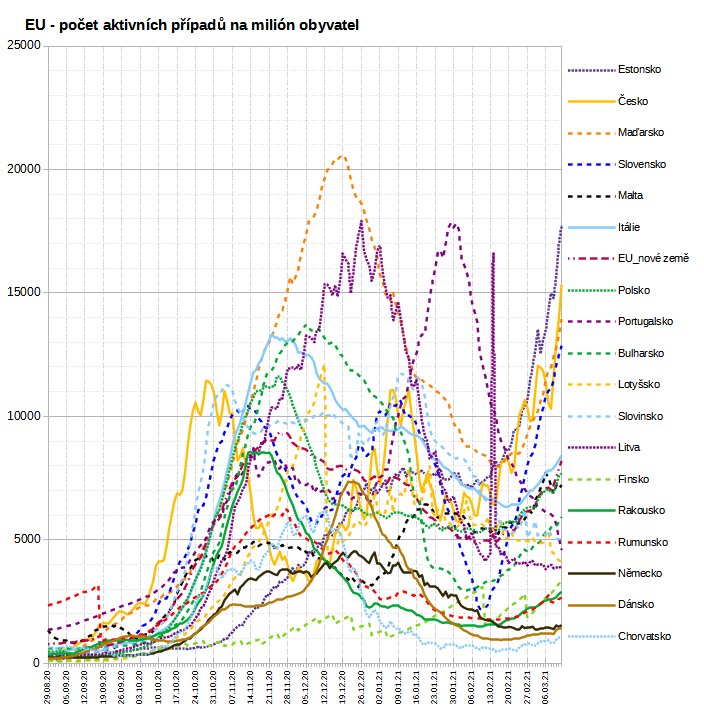 EU - počet aktivních případů na milión obyvatel
25000
20000
15000
10000
5000
0
Estonsko
Česko
Maďarsko
Slovensko
Malta
Itálie
EU_nové země
Polsko
Portugalsko
Bulharsko
Lotyšsko
Slovinsko
Litva
Finsko
Rakousko
Rumunsko
Německo
Dánsko
Chorvatsko
29.08.20
05.09.20
12.09.20
19.09.20
26.09.20
03.10.20
10.10.20
17.10.20
24.10.20
31.10.20
07.11.20
14.11.20
21.11.20
28.11.20
05.12.20
12.12.20
19.12.20
26.12.20
02.01.21
09.01.21
16.01.21
23.01.21
30.01.21
06.02.21
13.02.21
20.02.21
27.02.21
06.03.21